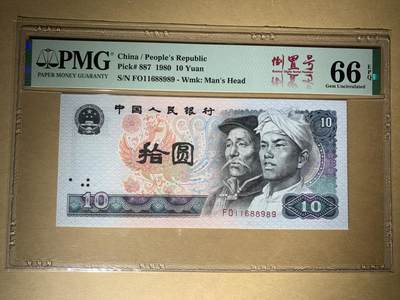 PMG
PAPER MONEY GUARANTY
China / People's Republic
Pick# 887 1980 10 Yuan
S/N FO11688989 - Wmk: Man's Head
倒置号
66 EPQ
Gem Uncirculated
中国人民银行
10
拾圆
10
FO11688989
10